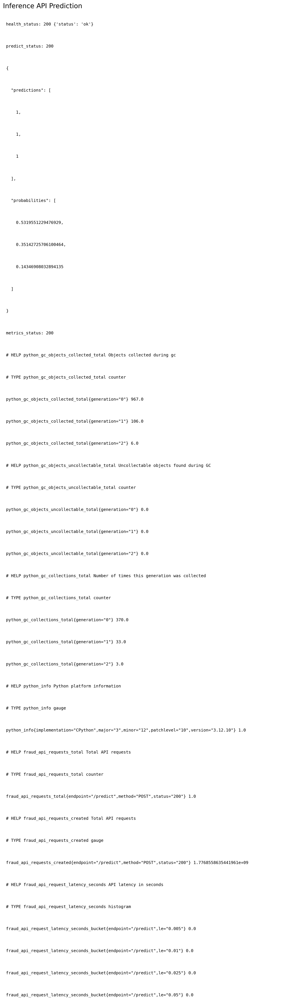 Inference API Prediction
health_status: 200 {'status': 'ok'}
predict_status: 200
{
  "predictions": [
    1,
    1,
    1
  ],
  "probabilities": [
    0.5319551229476929,
    0.35142725706100464,
    0.14346908032894135
  ]
}
metrics_status: 200
# HELP python_gc_objects_collected_total Objects collected during gc
# TYPE python_gc_objects_collected_total counter
python_gc_objects_collected_total{generation="0"} 967.0
python_gc_objects_collected_total{generation="1"} 106.0
python_gc_objects_collected_total{generation="2"} 6.0
# HELP python_gc_objects_uncollectable_total Uncollectable objects found during GC
# TYPE python_gc_objects_uncollectable_total counter
python_gc_objects_uncollectable_total{generation="0"} 0.0
python_gc_objects_uncollectable_total{generation="1"} 0.0
python_gc_objects_uncollectable_total{generation="2"} 0.0
# HELP python_gc_collections_total Number of times this generation was collected
# TYPE python_gc_collections_total counter
python_gc_collections_total{generation="0"} 370.0
python_gc_collections_total{generation="1"} 33.0
python_gc_collections_total{generation="2"} 3.0
# HELP python_info Python platform information
# TYPE python_info gauge
python_info{implementation="CPython",major="3",minor="12",patchlevel="10",version="3.12.10"} 1.0
# HELP fraud_api_requests_total Total API requests
# TYPE fraud_api_requests_total counter
fraud_api_requests_total{endpoint="/predict",method="POST",status="200"} 1.0
# HELP fraud_api_requests_created Total API requests
# TYPE fraud_api_requests_created gauge
fraud_api_requests_created{endpoint="/predict",method="POST",status="200"} 1.7768558635441961e+09
# HELP fraud_api_request_latency_seconds API latency in seconds
# TYPE fraud_api_request_latency_seconds histogram
fraud_api_request_latency_seconds_bucket{endpoint="/predict",le="0.005"} 0.0
fraud_api_request_latency_seconds_bucket{endpoint="/predict",le="0.01"} 0.0
fraud_api_request_latency_seconds_bucket{endpoint="/predict",le="0.025"} 0.0
fraud_api_request_latency_seconds_bucket{endpoint="/predict",le="0.05"} 0.0